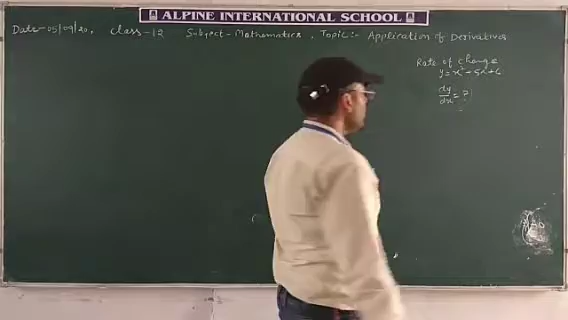 ALPINE INTERNATIONAL SCHOOL
Date-05/09/20, Class-12 Subject-Mathematics, Topic:- Application of Derivatives
Rate of change
y = x² + 5x + 6
dy/dx = ?